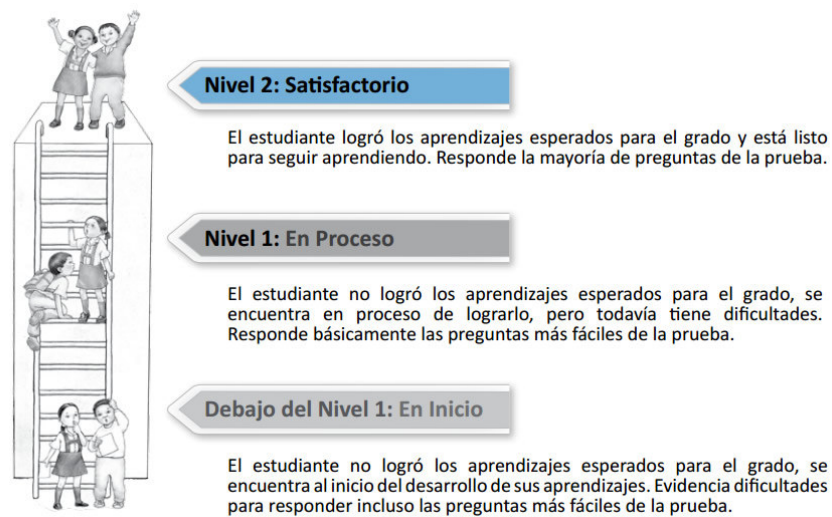 Nivel 2: Satisfactorio
El estudiante logró los aprendizajes esperados para el grado y está listo
para seguir aprendiendo. Responde la mayoría de preguntas de la prueba.
Nivel 1: En Proceso
El estudiante no logró los aprendizajes esperados para el grado, se
encuentra en proceso de lograrlo, pero todavía tiene dificultades.
Responde básicamente las preguntas más fáciles de la prueba.
Debajo del Nivel 1: En Inicio
El estudiante no logró los aprendizajes esperados para el grado, se
encuentra al inicio del desarrollo de sus aprendizajes. Evidencia dificultades
para responder incluso las preguntas más fáciles de la prueba.